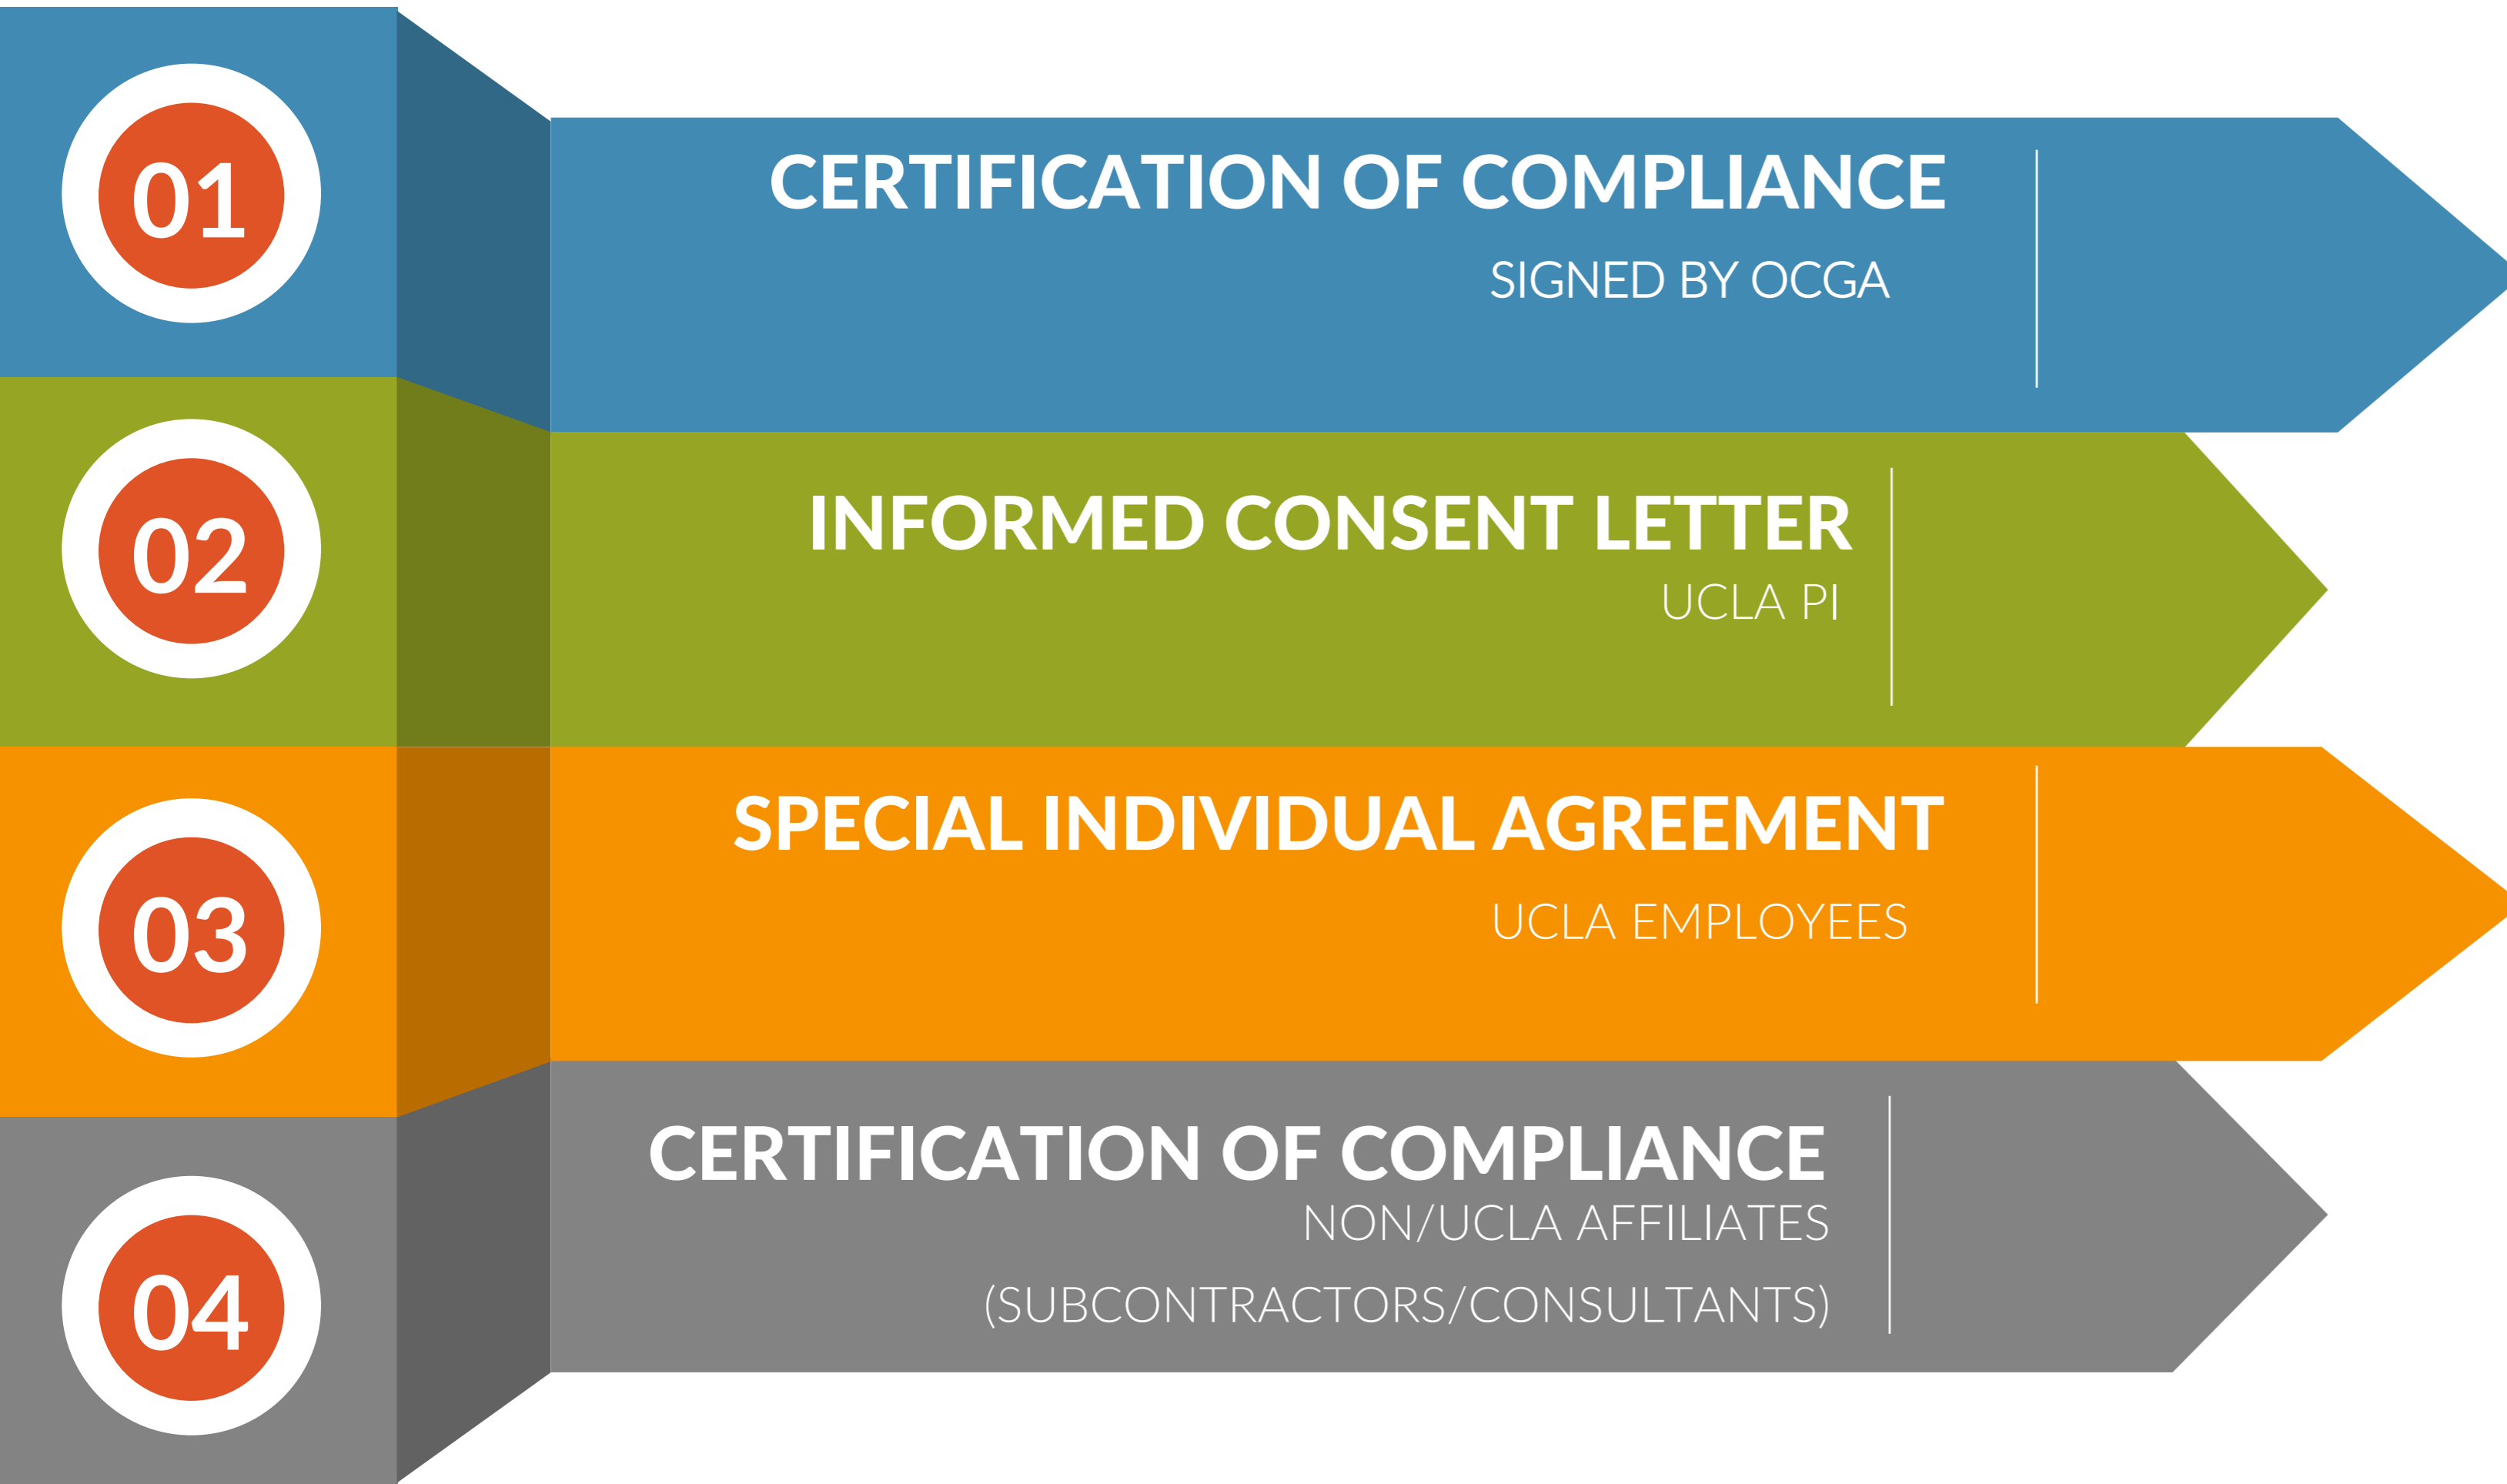 01
CERTIFICATION OF COMPLIANCE
SIGNED BY OCGA
02
INFORMED CONSENT LETTER
UCLA PI
03
SPECIAL INDIVIDUAL AGREEMENT
UCLA EMPLOYEES
04
CERTIFICATION OF COMPLIANCE
NON/UCLA AFFILIATES
(SUBCONTRACTORS/CONSULTANTS)